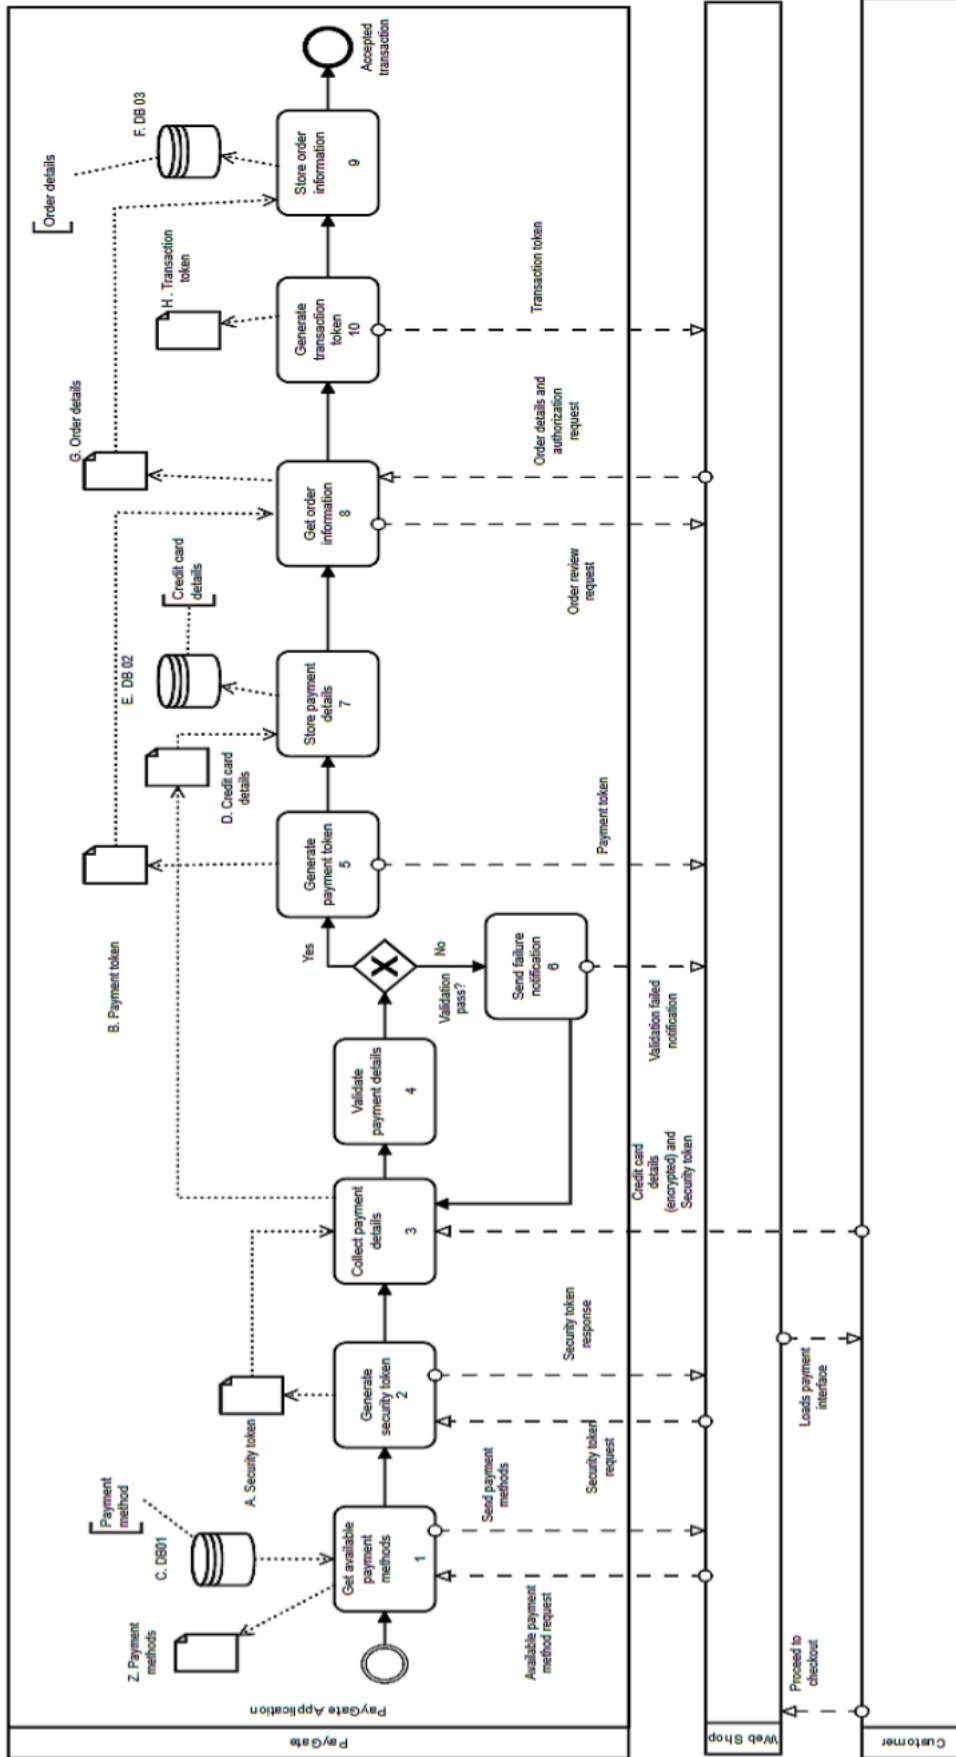 PayGate
PayGate Application
Z. Payment
methods
C. DB01
Payment
method
Get available
payment
methods
1
Available payment
method request
Send payment
methods
A. Security token
Generate
security token
2
Security token
request
Security token
response
Collect payment
details
3
Credit card
details
(encrypted) and
Security token
Validate
payment details
4
Validation
pass?
Yes
No
Send failure
notification
6
Validation failed
notification
B. Payment token
Generate
payment token
5
Payment token
D. Credit card
details
E. DB 02
Credit card
details
Store payment
details
7
Get order
information
8
Order review
request
Order details and
authorization
request
G. Order details
H . Transaction
token
Generate
transaction
token
10
Transaction token
Order details
F. DB 03
Store order
information
9
Accepted
transaction
Web Shop
Proceed to
checkout
Loads payment
interface
Customer